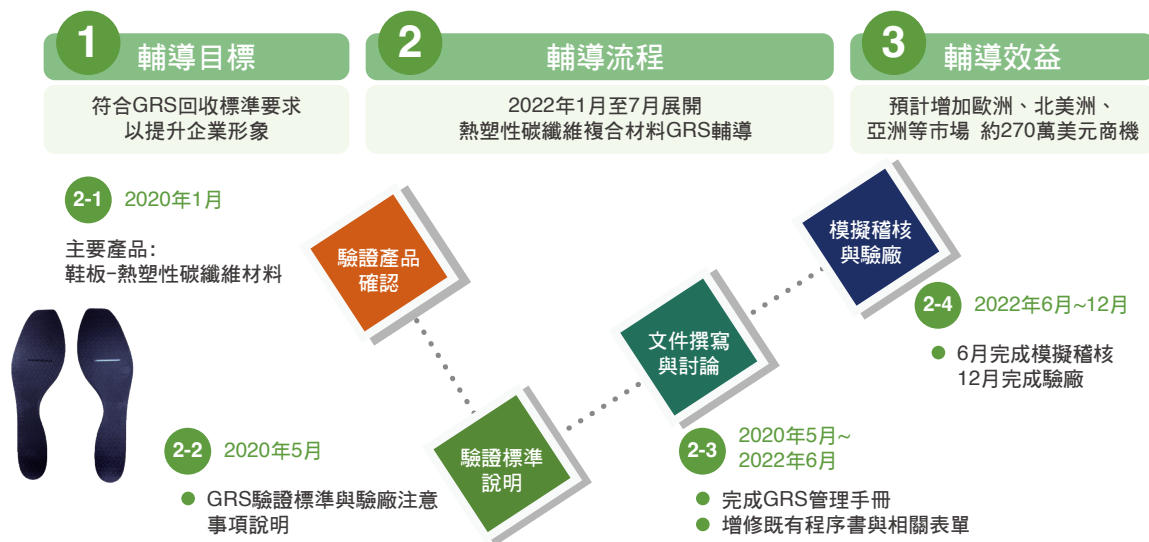 1
輔導目標
符合GRS回收標準要求
以提升企業形象
2
輔導流程
2022年1月至7月展開
熱塑性碳纖維複合材料GRS輔導
3
輔導效益
預計增加歐洲、北美洲、
亞洲等市場 約270萬美元商機
2-1 2020年1月
主要產品:
鞋板-熱塑性碳纖維材料
驗證產品
確認
2-2 2020年5月
GRS驗證標準與驗廠注意
事項說明
驗證標準
說明
文件撰寫
與討論
2-3 2020年5月~
2022年6月
完成GRS管理手冊
增修既有程序書與相關表單
模擬稽核
與驗廠
2-4 2022年6月~12月
6月完成模擬稽核
12月完成驗廠